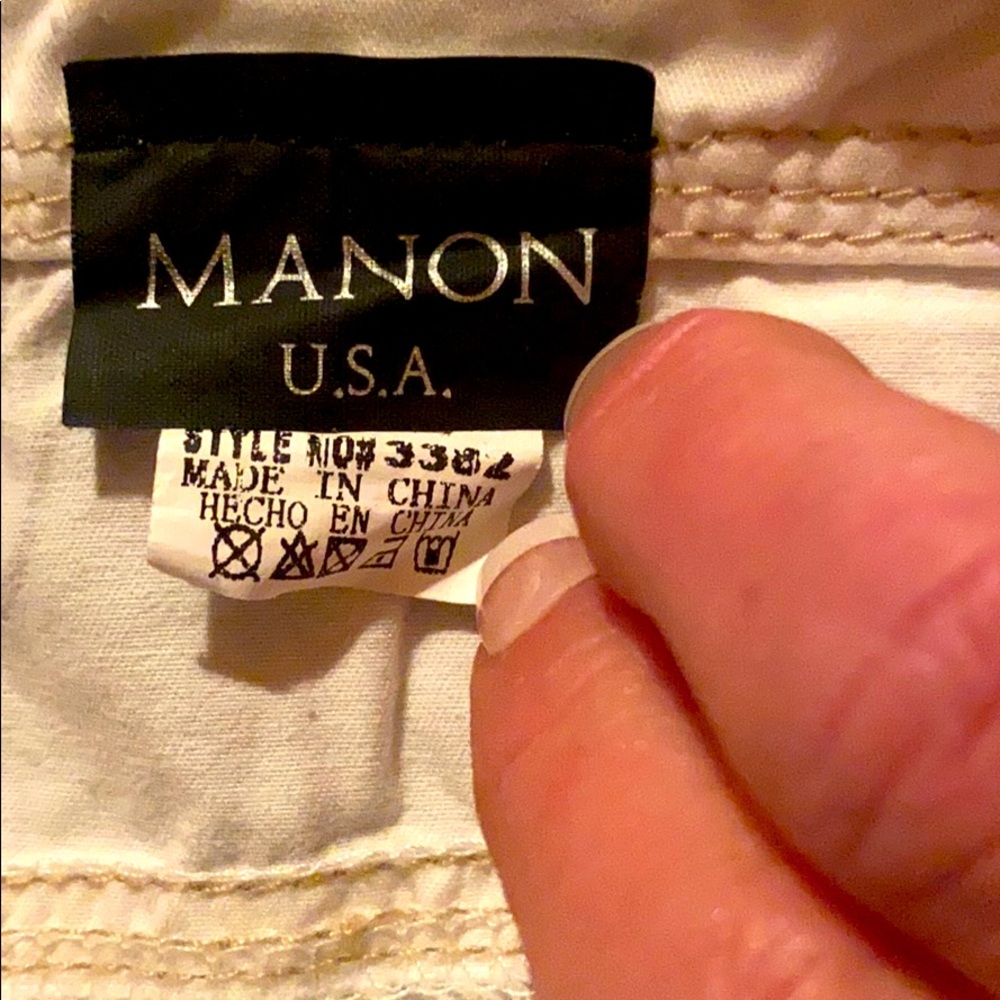 MANON
U.S.A.
STYLE NO# 3382
MADE IN CHINA
HECHO EN CHINA